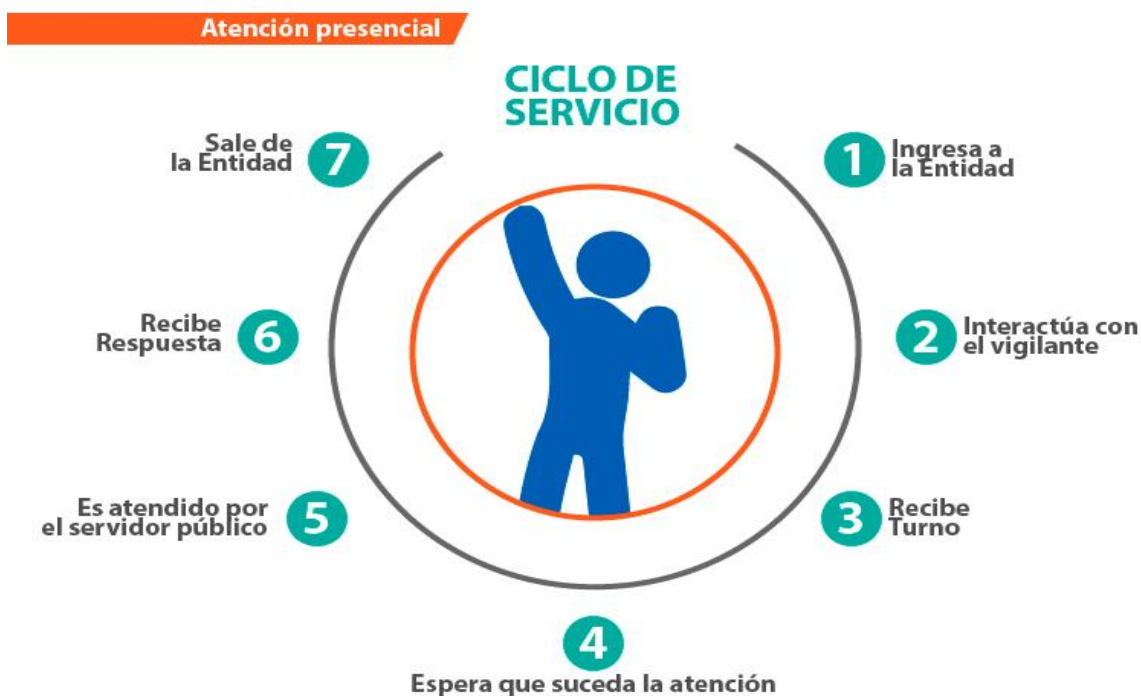 Atención presencial
CICLO DE
SERVICIO
1 Ingresa a
la Entidad
2 Interactúa con
el vigilante
3 Recibe
Turno
4
Espera que suceda la atención
5 Es atendido por
el servidor público
6 Recibe
Respuesta
7 Sale de
la Entidad